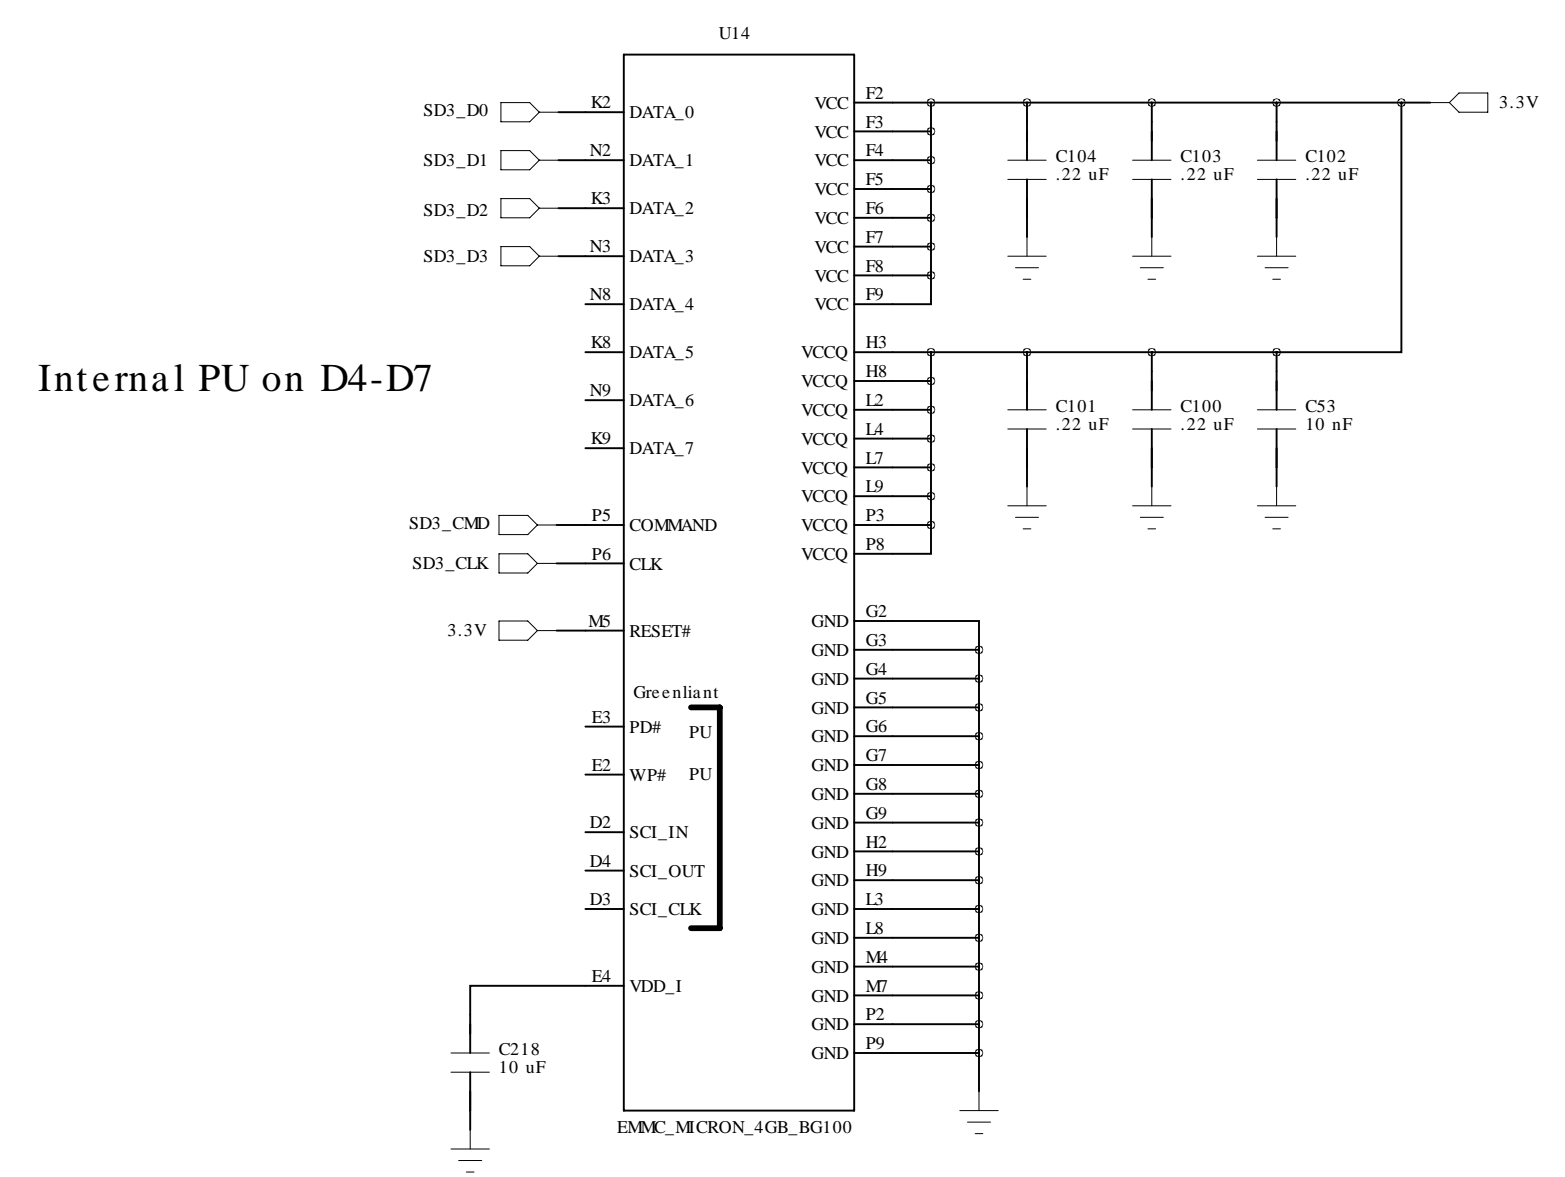 U14
SD3_D0
K2
DATA_0
SD3_D1
N2
DATA_1
SD3_D2
K3
DATA_2
SD3_D3
N3
DATA_3
N8
DATA_4
K8
DATA_5
N9
DATA_6
K9
DATA_7
Internal PU on D4-D7
SD3_CMD
P5
COMMAND
SD3_CLK
P6
CLK
3.3V
M5
RESET#
Greenliant
E3
PD# PU
E2
WP# PU
D2
SCI_IN
D4
SCI_OUT
D3
SCI_CLK
E4
VDD_I
C218
10 uF
VCC F2
VCC F3
VCC F4
VCC F5
VCC F6
VCC F7
VCC F8
VCC F9
3.3V
C104
.22 uF
C103
.22 uF
C102
.22 uF
VCCQ H3
VCCQ H8
VCCQ L2
VCCQ L4
VCCQ L7
VCCQ L9
VCCQ P3
VCCQ P8
C101
.22 uF
C100
.22 uF
C53
10 nF
GND G2
GND G3
GND G4
GND G5
GND G6
GND G7
GND G8
GND G9
GND H2
GND H9
GND L3
GND L8
GND M4
GND M7
GND P2
GND P9
EMMC_MICRON_4GB_BG100